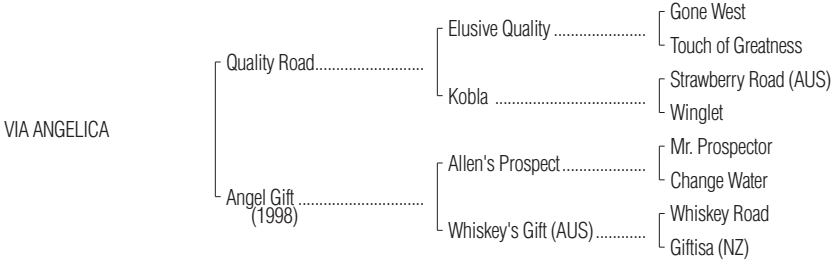 Gone West
Elusive Quality ......................
Touch of Greatness
Quality Road..........................
Strawberry Road (AUS)
Kobla ....................................
Winglet
VIA ANGELICA
Mr. Prospector
Allen's Prospect....................
Change Water
Angel Gift ..............................
(1998)
Whiskey Road
Whiskey's Gift (AUS)............
Giftisa (NZ)